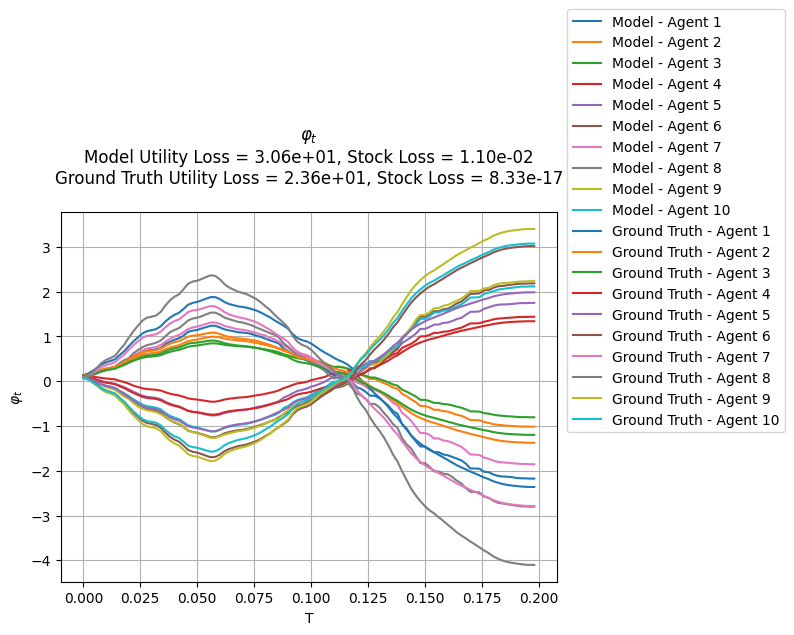 φt
Model Utility Loss = 3.06e+01, Stock Loss = 1.10e-02
Ground Truth Utility Loss = 2.36e+01, Stock Loss = 8.33e-17
Model - Agent 1
Model - Agent 2
Model - Agent 3
Model - Agent 4
Model - Agent 5
Model - Agent 6
Model - Agent 7
Model - Agent 8
Model - Agent 9
Model - Agent 10
Ground Truth - Agent 1
Ground Truth - Agent 2
Ground Truth - Agent 3
Ground Truth - Agent 4
Ground Truth - Agent 5
Ground Truth - Agent 6
Ground Truth - Agent 7
Ground Truth - Agent 8
Ground Truth - Agent 9
Ground Truth - Agent 10
φt
3
2
1
0
−1
−2
−3
−4
0.000 0.025 0.050 0.075 0.100 0.125 0.150 0.175 0.200
T